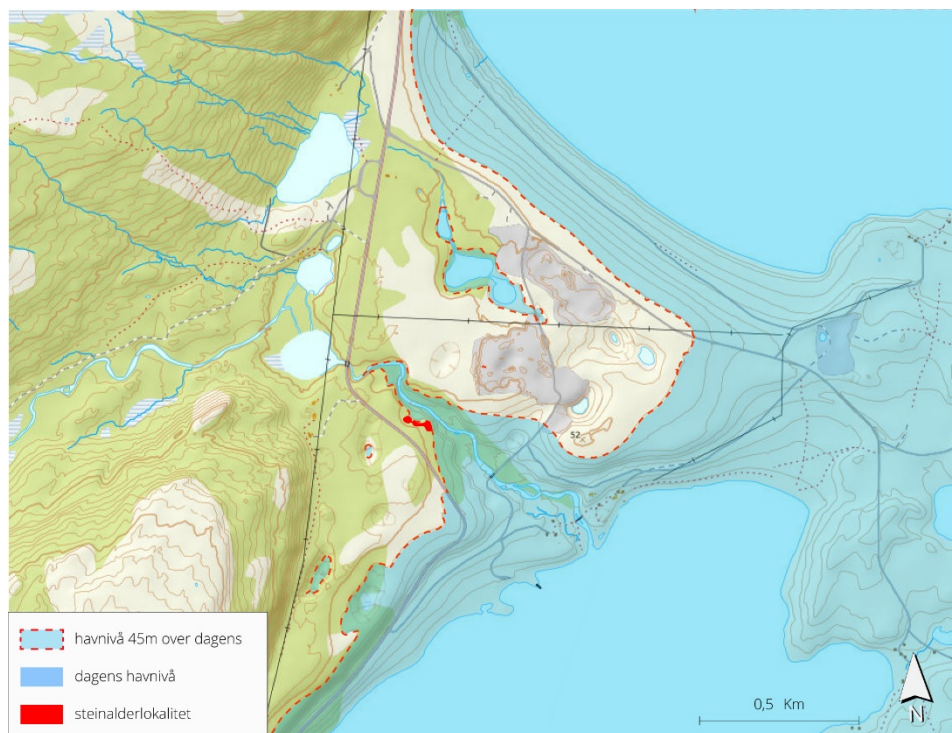 52
havnivå 45m over dagens
dagens havnivå
steinalderlokalitet
0,5 Km
N